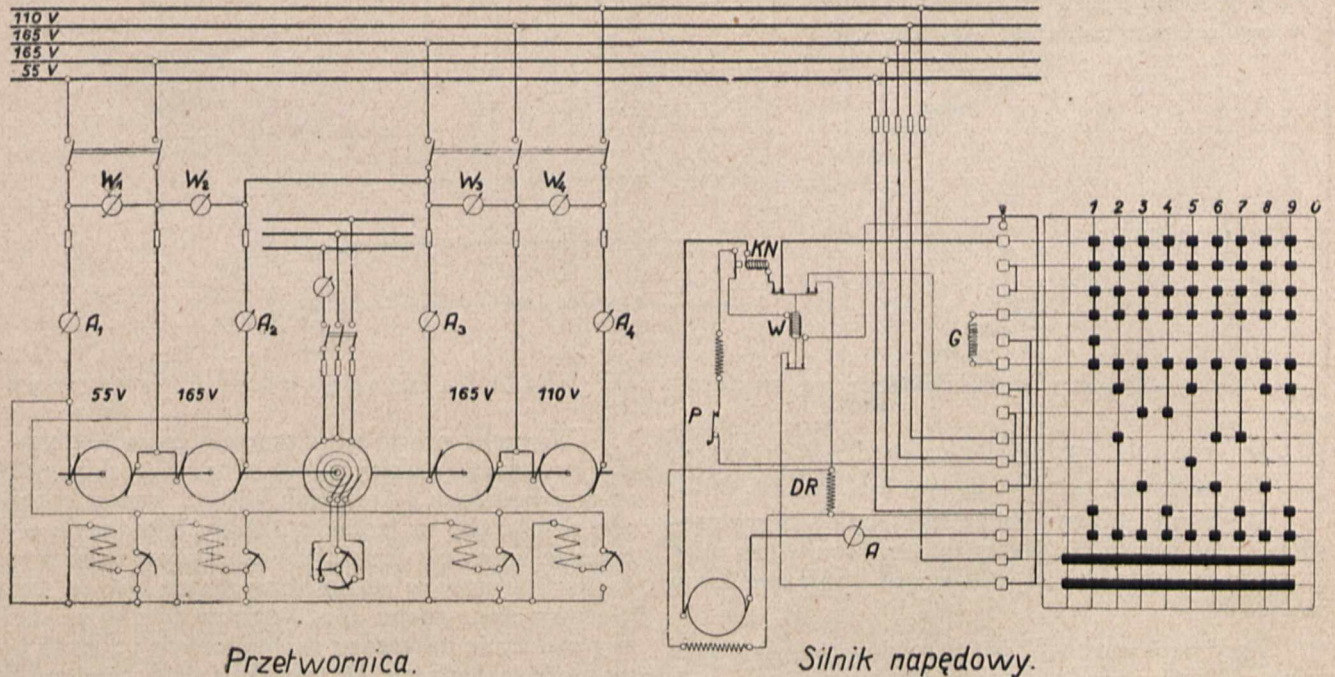 110 V
165 V
165 V
55 V
W₁ W₂ W₃ W₄
1 2 3 4 5 6 7 8 9 0
KN
A₁ A₂ A₃ A₄
W
G
55 V 165 V 165 V 110 V
P
DR
A
Przetwornica.
Silnik napędowy.